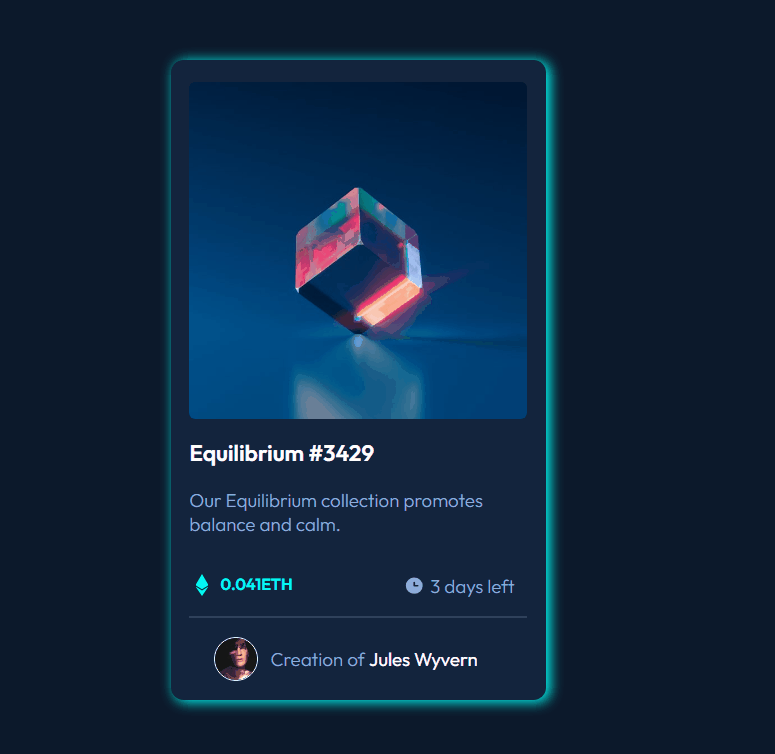 Equilibrium #3429
Our Equilibrium collection promotes
balance and calm.
0.041ETH
3 days left
Creation of Jules Wyvern